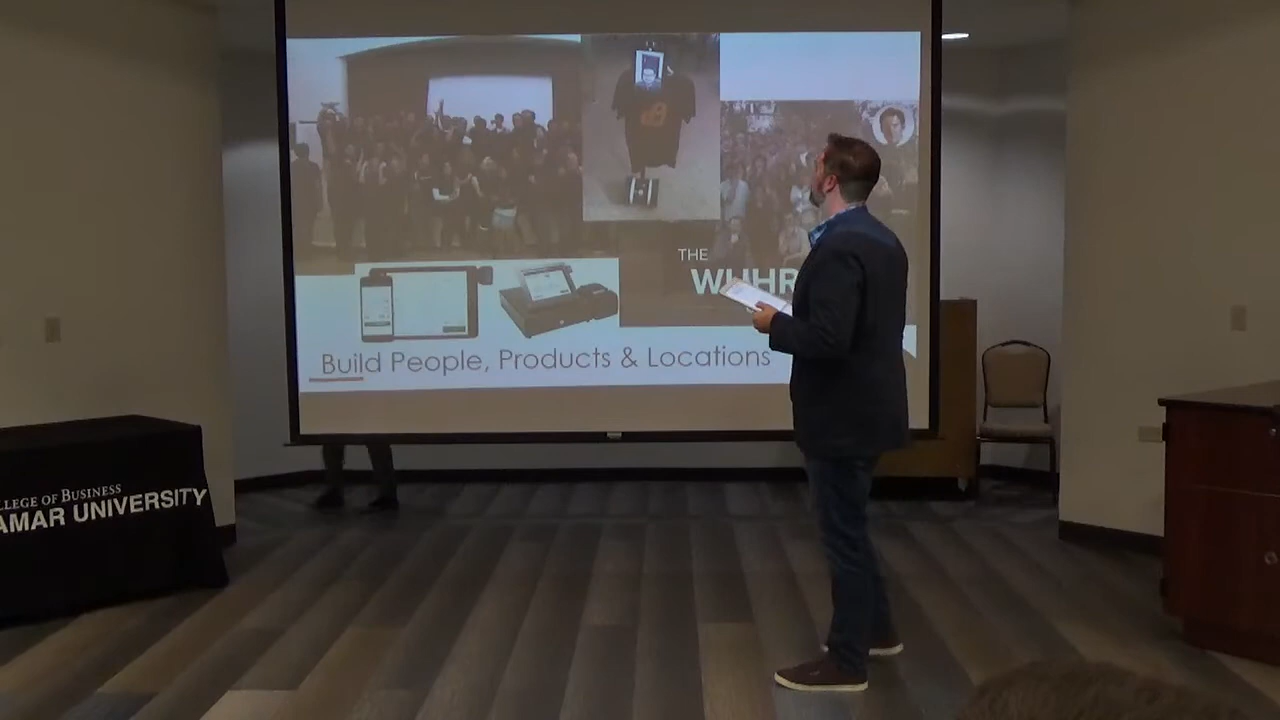 THE
WUHR
Build People, Products & Locations
LLEGE OF BUSINESS
AMAR UNIVERSITY